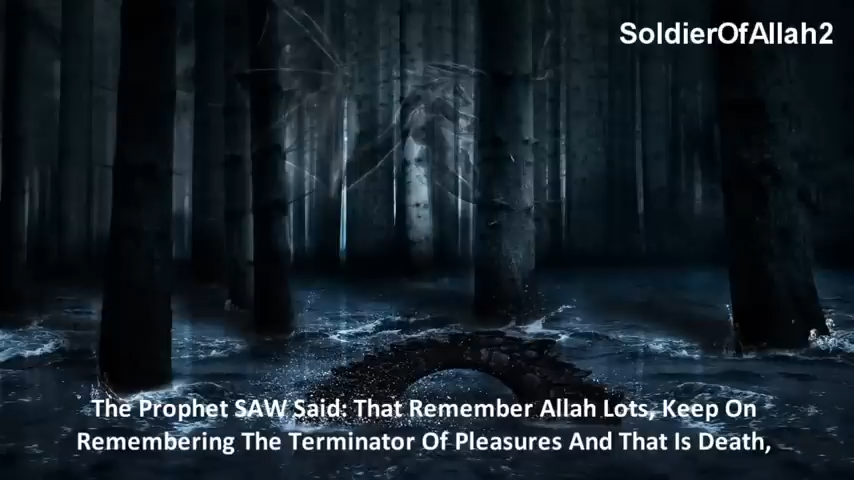 SoldierOfAllah2
The Prophet SAW Said: That Remember Allah Lots, Keep On
Remembering The Terminator Of Pleasures And That Is Death,